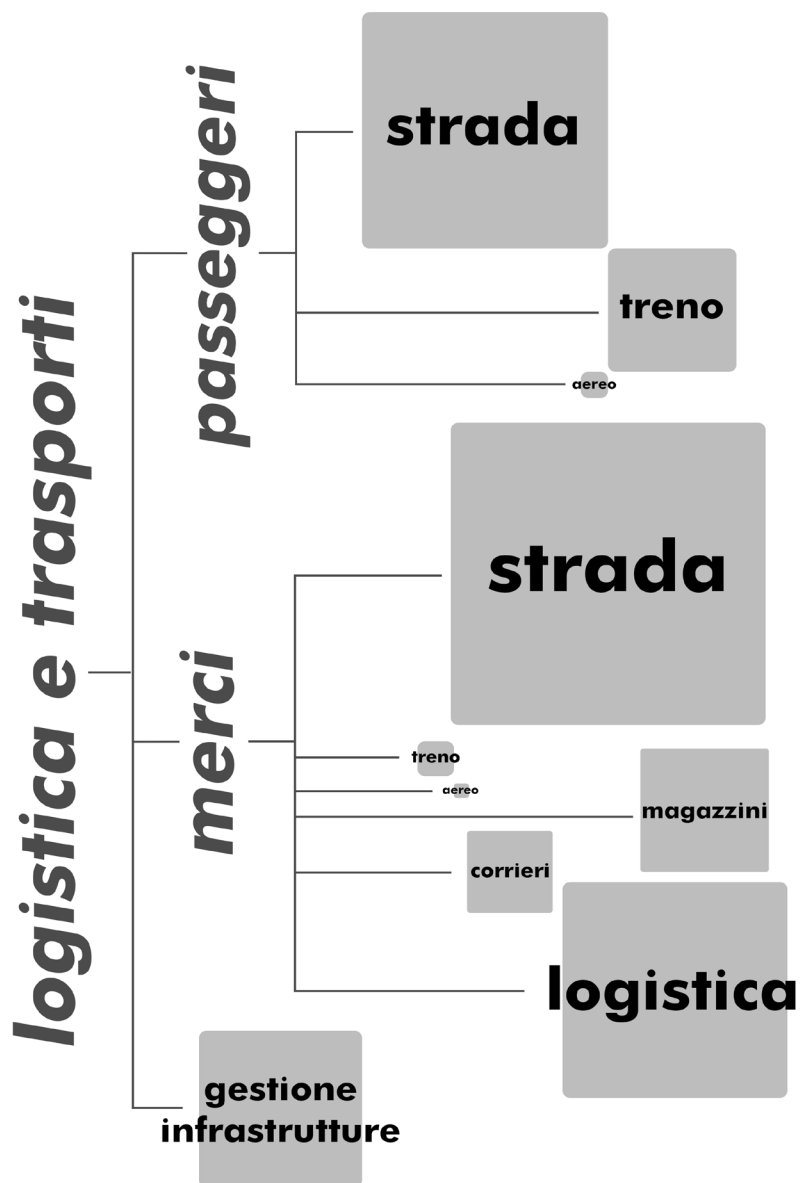 logistica e trasporti
passeggeri
strada
treno
aereo
merci
strada
treno
aereo
magazzini
corrieri
logistica
gestione
infrastrutture